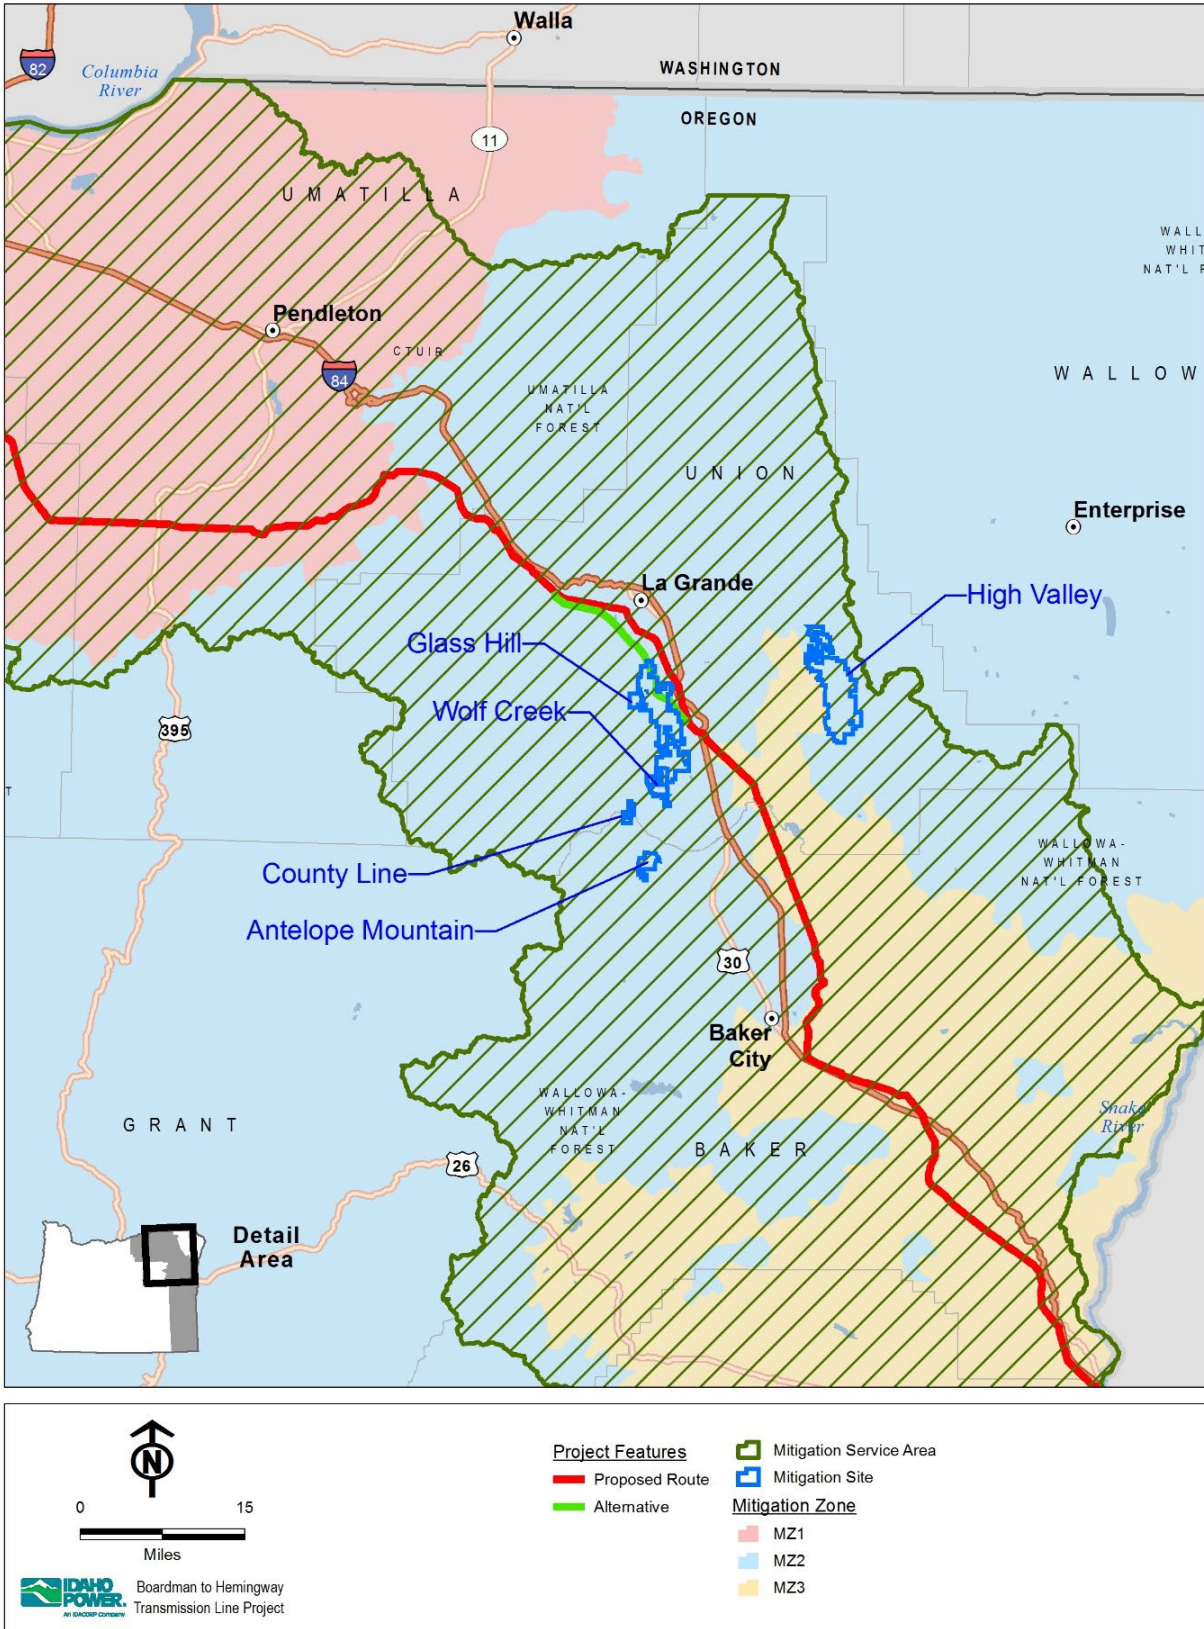 Walla
82
Columbia
River
WASHINGTON
OREGON
11
UMATILLA
WALL
WHIT
NAT'L F
Pendleton
CTUIR
84
UMATILLA
NAT'L
FOREST
WALLOW
UNION
Enterprise
La Grande
High Valley
Glass Hill
Wolf Creek
395
T
County Line
WALLOWA-
WHITMAN
NAT'L FOREST
Antelope Mountain
30
Baker
City
WALLOWA-
WHITMAN
NAT'L
FOREST
Snake
River
GRANT
BAKER
26
Detail
Area
N
0 15
Miles
IDAHO
POWER.
An IDACORP Company
Boardman to Hemingway
Transmission Line Project
Project Features
Proposed Route
Alternative
Mitigation Service Area
Mitigation Site
Mitigation Zone
MZ1
MZ2
MZ3